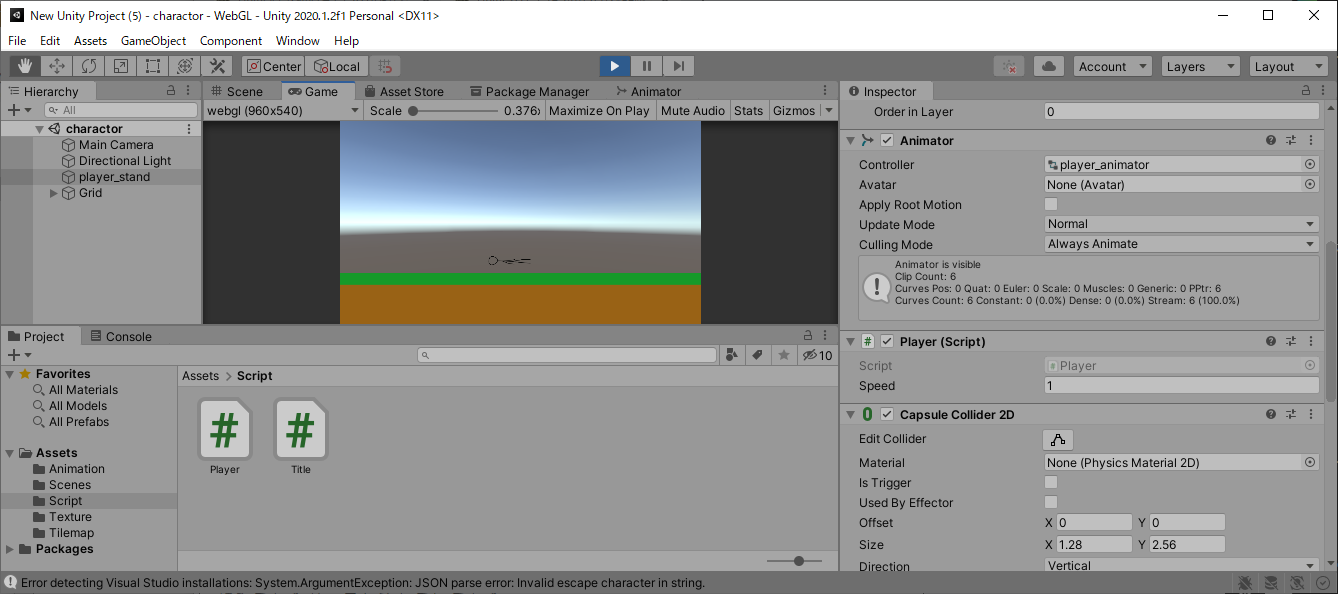 New Unity Project (5) - charactor - WebGL - Unity 2020.1.2f1 Personal <DX11>
File Edit Assets GameObject Component Window Help
Center Local Account Layers Layout
Hierarchy
All
charactor
Main Camera
Directional Light
player_stand
Grid
Scene Game Asset Store Package Manager Animator
webgl (960x540) Scale 0.376x Maximize On Play Mute Audio Stats Gizmos
Project Console
10
Favorites
All Materials
All Models
All Prefabs
Assets
Animation
Scenes
Script
Texture
Tilemap
Packages
Assets > Script
# #
Player Title
Inspector
Order in Layer 0
Animator
Controller player_animator
Avatar None (Avatar)
Apply Root Motion
Update Mode Normal
Culling Mode Always Animate
Animator is visible
Clip Count: 6
Curves Pos: 0 Quat: 0 Euler: 0 Scale: 0 Muscles: 0 Generic: 0 PPtr: 6
Curves Count: 6 Constant: 0 (0.0%) Dense: 0 (0.0%) Stream: 6 (100.0%)
# Player (Script)
Script Player
Speed 1
Capsule Collider 2D
Edit Collider
Material None (Physics Material 2D)
Is Trigger
Used By Effector
Offset X 0 Y 0
Size X 1.28 Y 2.56
Direction Vertical
Error detecting Visual Studio installations: System.ArgumentException: JSON parse error: Invalid escape character in string.